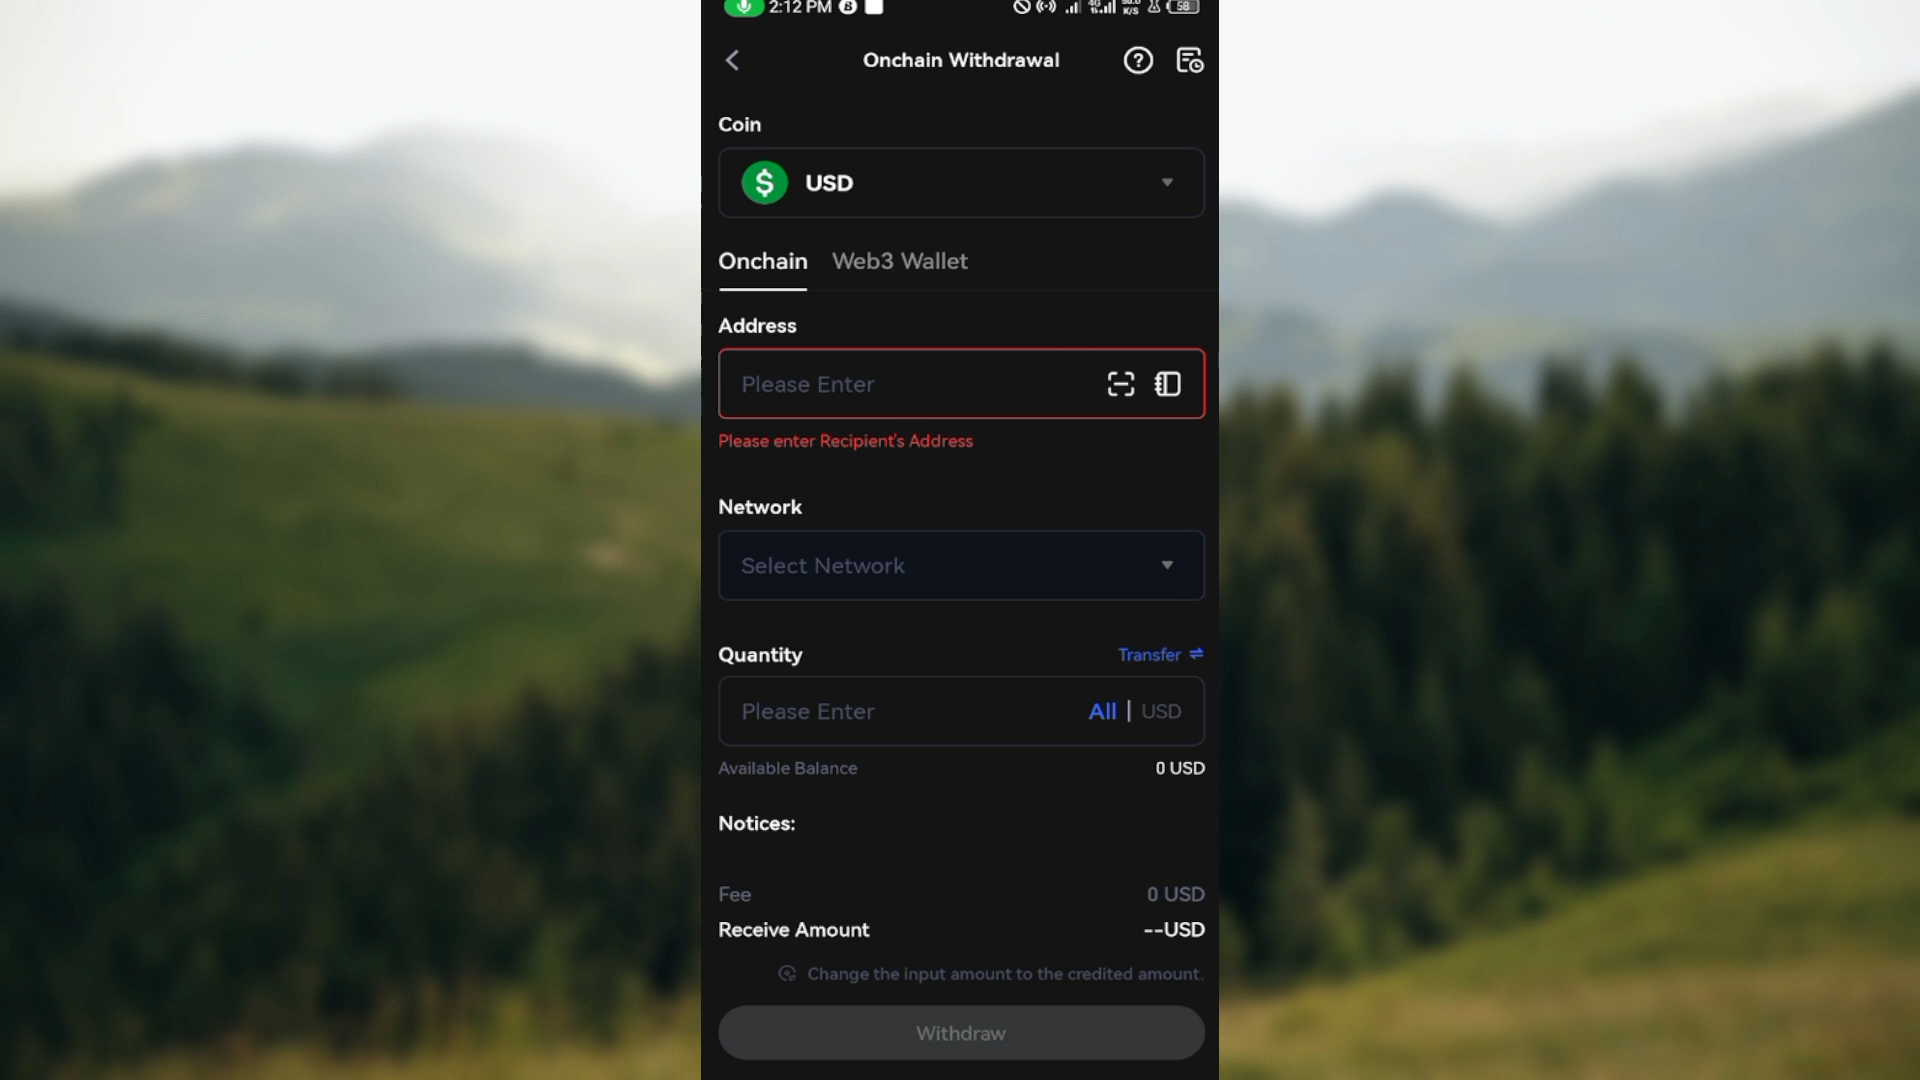 2:12 PM
58
Onchain Withdrawal
Coin
USD
Onchain Web3 Wallet
Address
Please Enter
Please enter Recipient's Address
Network
Select Network
Quantity
Transfer
Please Enter
All | USD
Available Balance
0 USD
Notices:
Fee
0 USD
Receive Amount
--USD
Change the input amount to the credited amount.
Withdraw